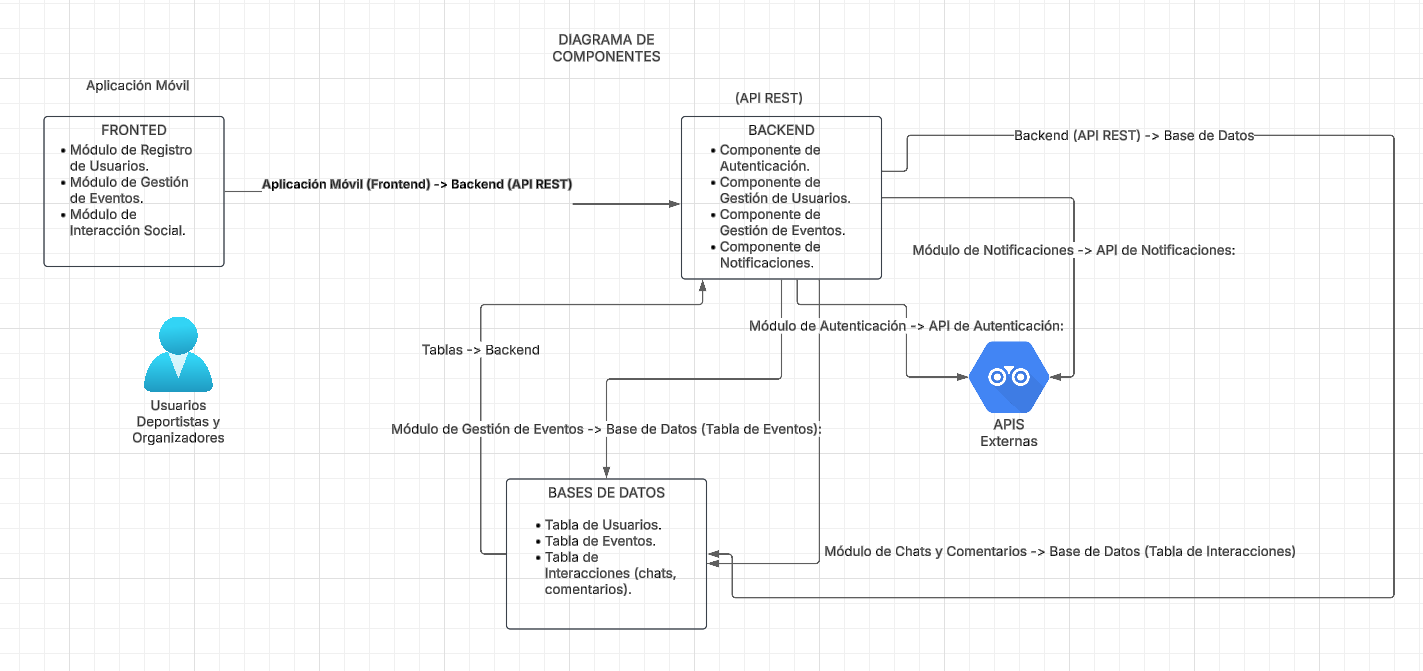 DIAGRAMA DE
COMPONENTES
Aplicación Móvil
FRONTED
• Módulo de Registro
de Usuarios.
• Módulo de Gestión
de Eventos.
• Módulo de
Interacción Social.
Aplicación Móvil (Frontend) -> Backend (API REST)
(API REST)
BACKEND
• Componente de
Autenticación.
• Componente de
Gestión de Usuarios.
• Componente de
Gestión de Eventos.
• Componente de
Notificaciones.
Backend (API REST) -> Base de Datos
Módulo de Notificaciones -> API de Notificaciones:
Módulo de Autenticación -> API de Autenticación:
Tablas -> Backend
Usuarios
Deportistas y
Organizadores
APIS
Externas
Módulo de Gestión de Eventos -> Base de Datos (Tabla de Eventos):
BASES DE DATOS
• Tabla de Usuarios.
• Tabla de Eventos.
• Tabla de
Interacciones (chats,
comentarios).
Módulo de Chats y Comentarios -> Base de Datos (Tabla de Interacciones)